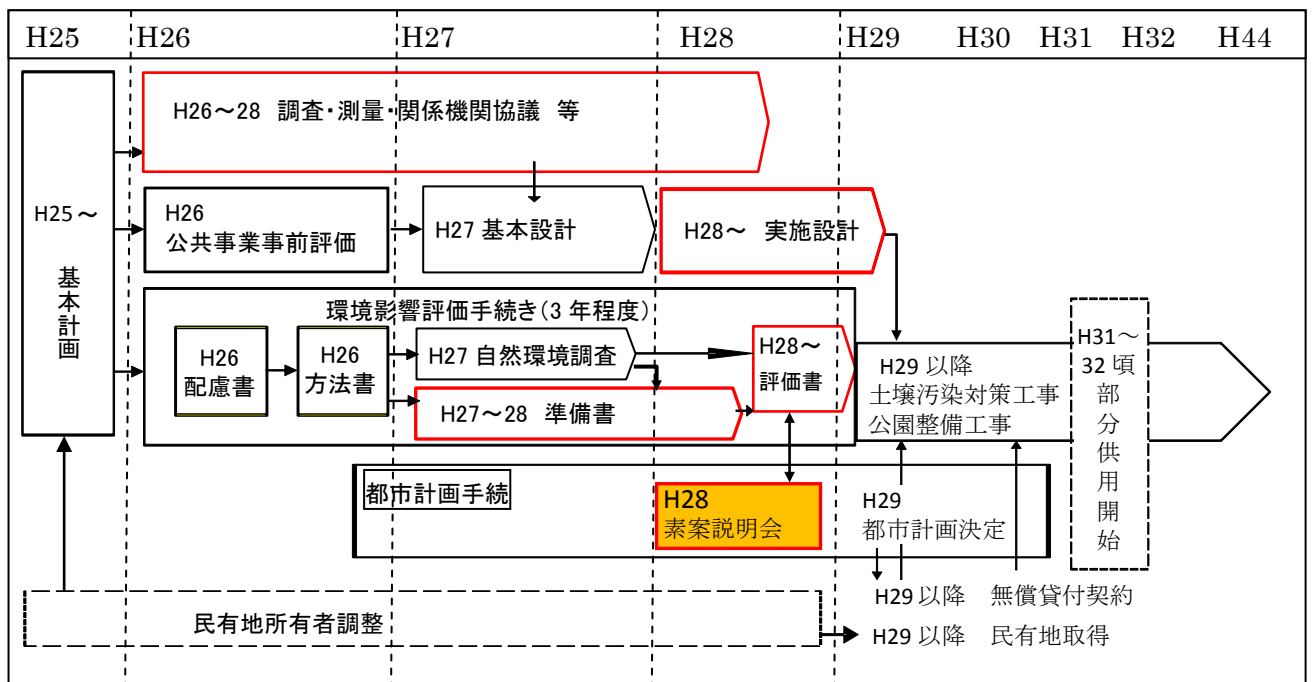 H25 H26 H27 H28 H29 H30 H31 H32 H44
H26～28 調査・測量・関係機関協議 等
H25～
基本計画
H26
公共事業事前評価
H27 基本設計
H28～ 実施設計
環境影響評価手続き(3 年程度)
H26
配慮書
H26
方法書
H27 自然環境調査
H27～28 準備書
H28～
評価書
H29 以降
土壌汚染対策工事
公園整備工事
H31～
32 頃
部分供用開始
都市計画手続
H28
素案説明会
H29
都市計画決定
H29 以降 無償貸付契約
民有地所有者調整
H29 以降 民有地取得